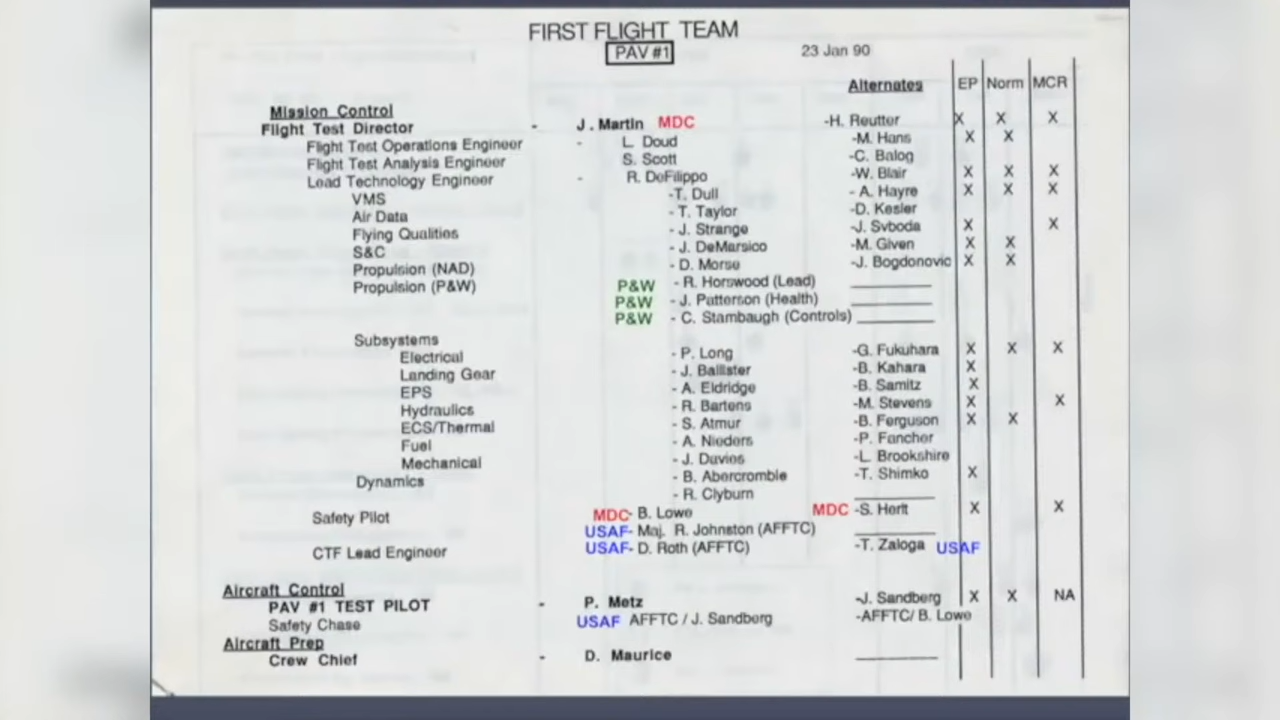 FIRST FLIGHT TEAM
PAV #1 23 Jan 90
Alternates EP Norm MCR
Mission Control
Flight Test Director - J. Martin MDC -H. Reutter X X X
Flight Test Operations Engineer - L. Doud -M. Hans X X
Flight Test Analysis Engineer S. Scott -C. Balog
Lead Technology Engineer - R. DeFilippo -W. Blair X X X
VMS -T. Dull - A. Hayre X X X
Air Data - T. Taylor -D. Kesler
Flying Qualities - J. Strange -J. Svboda X X
S&C - J. DeMarsico -M. Given X X
Propulsion (NAD) - D. Morse -J. Bogdonovic X X
Propulsion (P&W) P&W - R. Horswood (Lead)
P&W - J. Patterson (Health)
P&W - C. Stambaugh (Controls)
Subsystems - P. Long -G. Fukuhara X X X
Electrical - J. Ballister -B. Kahara X
Landing Gear - A. Eldridge -B. Samitz X
EPS - R. Bartens -M. Stevens X X
Hydraulics - S. Atmur -B. Ferguson X X
ECS/Thermal - A. Nieders -P. Fancher
Fuel - J. Davies -L. Brookshire
Mechanical - B. Abercrombie -T. Shimko X
Dynamics - R. Clyburn
Safety Pilot MDC- B. Lowe MDC -S. Herlt X X
USAF- Maj. R. Johnston (AFFTC)
CTF Lead Engineer USAF- D. Roth (AFFTC) -T. Zaloga USAF
Aircraft Control
PAV #1 TEST PILOT - P. Metz -J. Sandberg X X NA
Safety Chase USAF AFFTC / J. Sandberg -AFFTC/ B. Lowe
Aircraft Prep
Crew Chief - D. Maurice